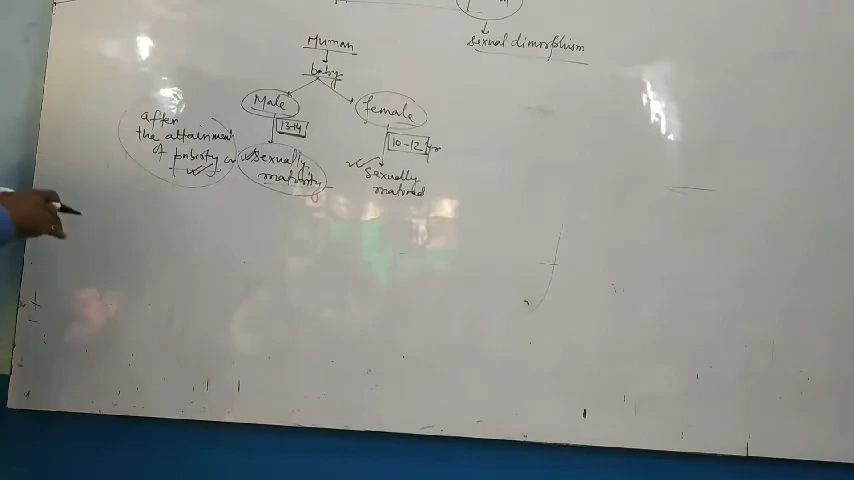 sexual dimorphism
Human
baby
Male
female
13-14
10-12 yr
After
the attainment
of puberty or
sexually
maturity
sexually
matured